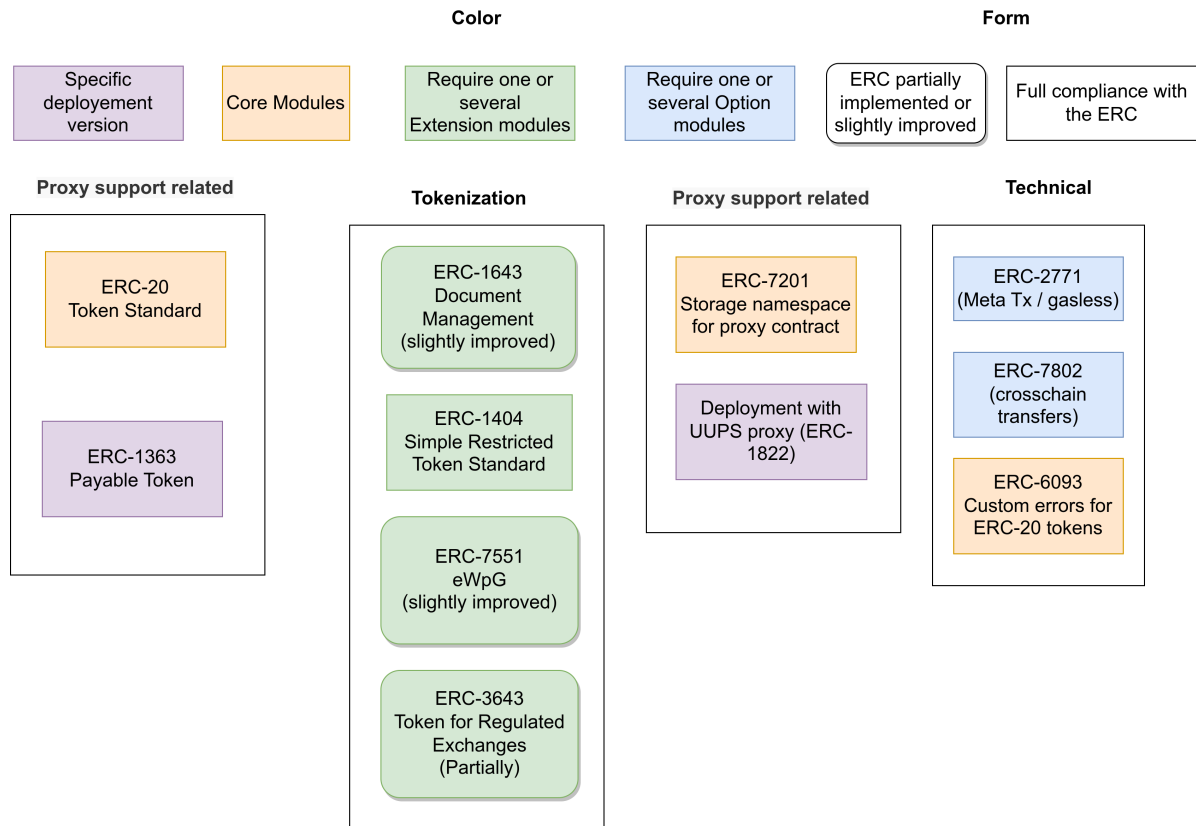 Color
Form
Specific
deployement
version
Core Modules
Require one or
several
Extension modules
Require one or
several Option
modules
ERC partially
implemented or
slightly improved
Full compliance with
the ERC
Proxy support related
ERC-20
Token Standard
ERC-1363
Payable Token
Tokenization
ERC-1643
Document
Management
(slightly improved)
ERC-1404
Simple Restricted
Token Standard
ERC-7551
eWpG
(slightly improved)
ERC-3643
Token for Regulated
Exchanges
(Partially)
Proxy support related
ERC-7201
Storage namespace
for proxy contract
Deployment with
UUPS proxy (ERC-
1822)
Technical
ERC-2771
(Meta Tx / gasless)
ERC-7802
(crosschain
transfers)
ERC-6093
Custom errors for
ERC-20 tokens